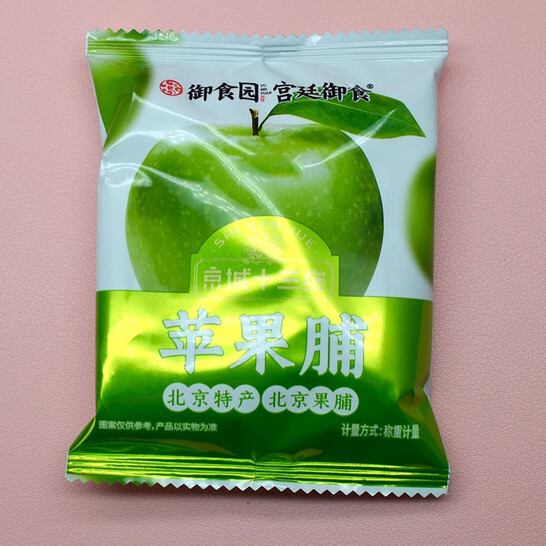 御食园 宫廷御食®
京城十三年
苹果脯
北京特产 北京果脯
图案仅供参考,产品以实物为准
计量方式:称重计量